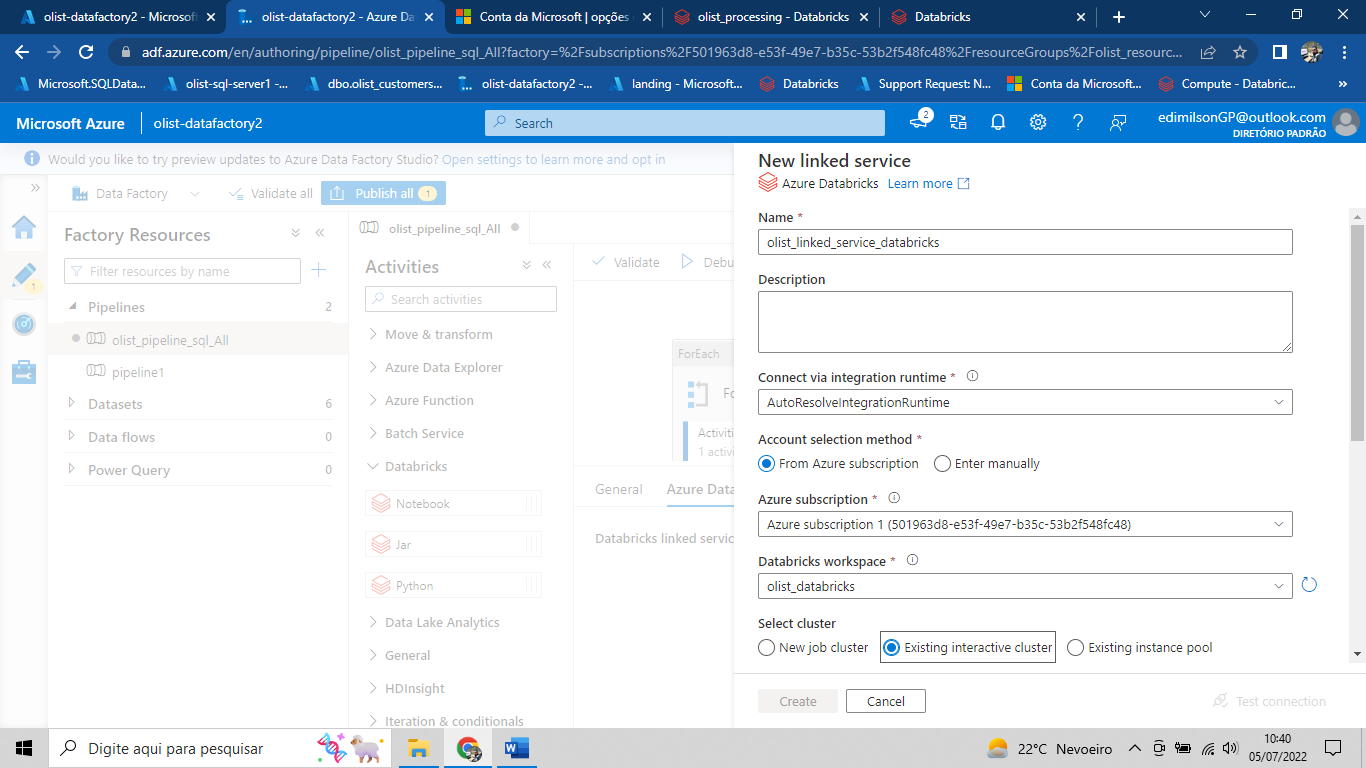 olist-datafactory2 - Microsoft
olist-datafactory2 - Azure Da
Conta da Microsoft | opções
olist_processing - Databricks
Databricks
adf.azure.com/en/authoring/pipeline/olist_pipeline_sql_All?factory=%2Fsubscriptions%2F501963d8-e53f-49e7-b35c-53b2f548fc48%2FresourceGroups%2Folist_resourc...
Microsoft.SQLData...
olist-sql-server1 -...
dbo.olist_customers...
olist-datafactory2 -...
landing - Microsoft...
Databricks
Support Request: N...
Conta da Microsoft...
Compute - Databric...
»
Microsoft Azure
olist-datafactory2
Search
2
edimilsonGP@outlook.com
DIRETÓRIO PADRÃO
Would you like to try preview updates to Azure Data Factory Studio? Open settings to learn more and opt in
Data Factory
Validate all
Publish all 1
1
Factory Resources
Filter resources by name
Pipelines 2
olist_pipeline_sql_All
pipeline1
Datasets 6
Data flows 0
Power Query 0
olist_pipeline_sql_All
Activities
Search activities
Move & transform
Azure Data Explorer
Azure Function
Batch Service
Databricks
Notebook
Jar
Python
Data Lake Analytics
General
HDInsight
Iteration & conditionals
Validate
Debu
ForEach
Fo
Activiti
1 activi
General
Azure Data
Databricks linked servic
New linked service
Azure Databricks Learn more
Name *
olist_linked_service_databricks
Description
Connect via integration runtime *
AutoResolveIntegrationRuntime
Account selection method *
From Azure subscription
Enter manually
Azure subscription *
Azure subscription 1 (501963d8-e53f-49e7-b35c-53b2f548fc48)
Databricks workspace *
olist_databricks
Select cluster
New job cluster
Existing interactive cluster
Existing instance pool
Create
Cancel
Test connection
Digite aqui para pesquisar
22°C Nevoeiro
10:40
05/07/2022